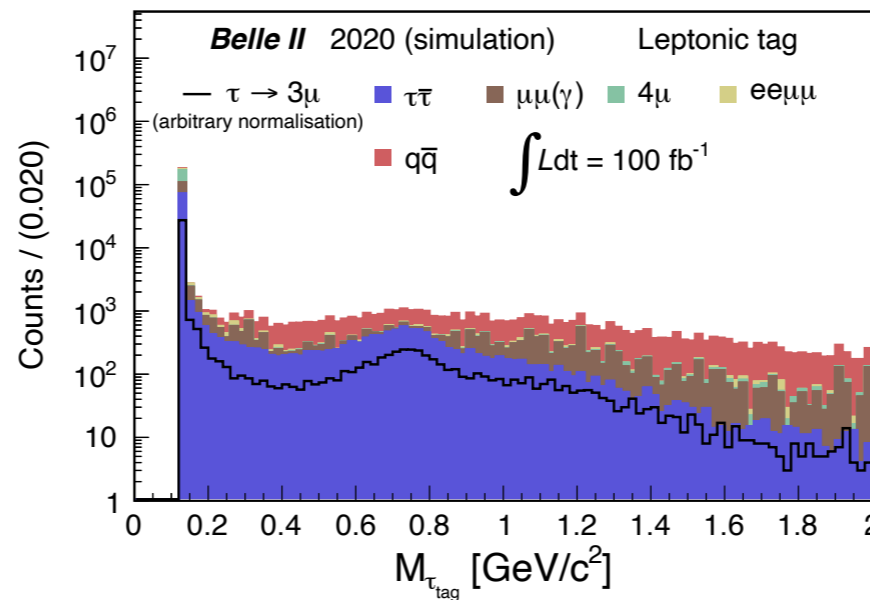 Belle II 2020 (simulation) Leptonic tag
τ → 3μ ττ̅ μμ(γ) 4μ eeμμ
(arbitrary normalisation)
qq̅ ∫Ldt = 100 fb⁻¹
Counts / (0.020)
10⁷
10⁶
10⁵
10⁴
10³
10²
10
1
0 0.2 0.4 0.6 0.8 1 1.2 1.4 1.6 1.8 2
M_τ_tag [GeV/c²]